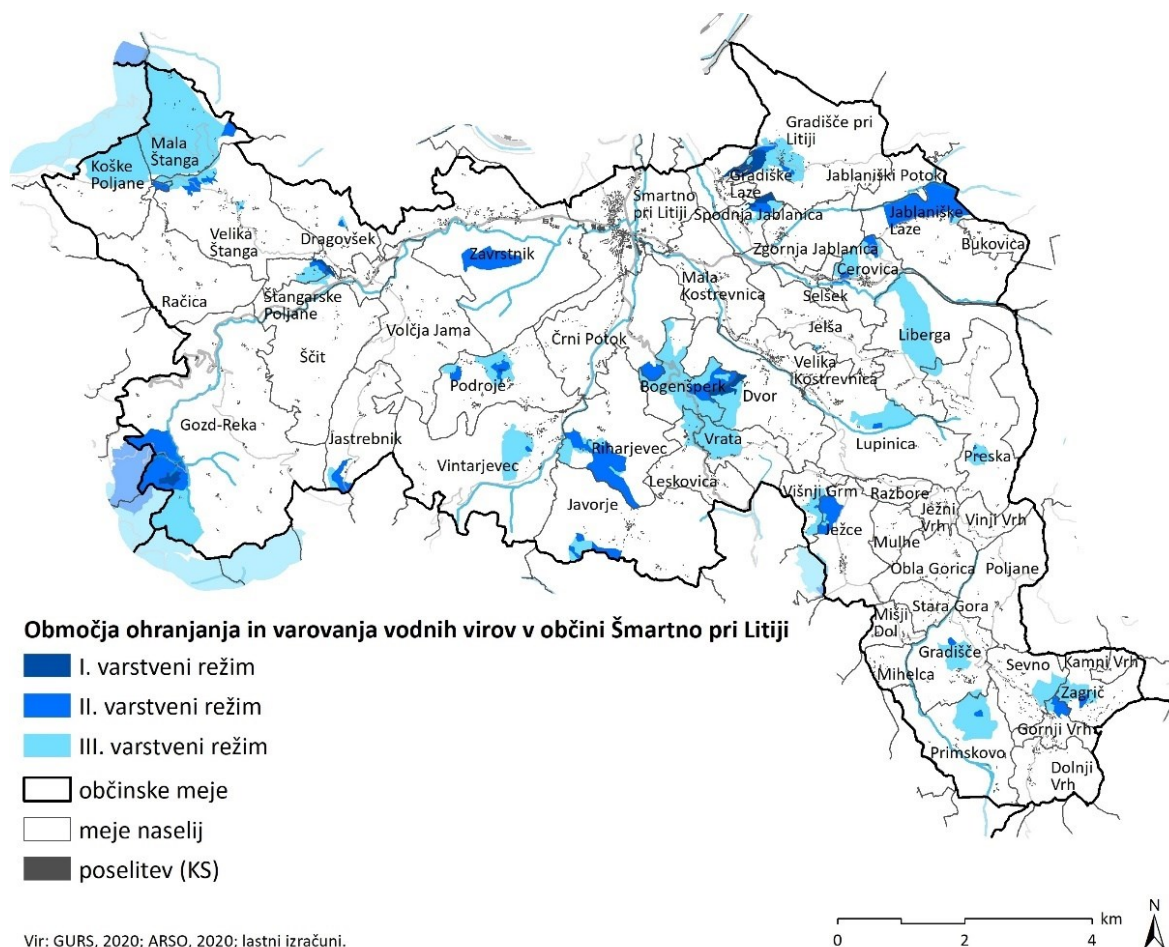 Gradišče pri
Litiji
Mala
Štanga
Koške
Poljane
Gradiške
Laze
Jablaniški Potok
Šmartno
pri Litiji
Spodnja Jablanica
Jablaniške
Laze
Velika
Štanga
Dragovšek
Zavrstnik
Zgornja Jablanica
Bukovica
Cerovica
Mala
Kostrevnica
Račica
Štangarske
Poljane
Selšek
Volčja Jama
Črni Potok
Jelša
Liberga
Ščit
Velika
Kostrevnica
Podroje
Bogenšperk
Dvor
Gozd-Reka
Jastrebnik
Vrata
Lupinica
Riharjevec
Vintarjevec
Preska
Leskovica
Javorje
Višnji Grm
Razbore
Ježni
Vrh
Vinji Vrh
Ježce
Mulhe
Obla Gorica
Poljane
Stara Gora
Mišji
Dol
Gradišče
Sevno
Kamni Vrh
Mihelca
Zagrič
Gornji Vrh
Primskovo
Dolnji
Vrh
Območja ohranjanja in varovanja vodnih virov v občini Šmartno pri Litiji
I. varstveni režim
II. varstveni režim
III. varstveni režim
občinske meje
meje naselij
poselitev (KS)
Vir: GURS, 2020; ARSO, 2020; lastni izračuni.
km
0 2 4
N